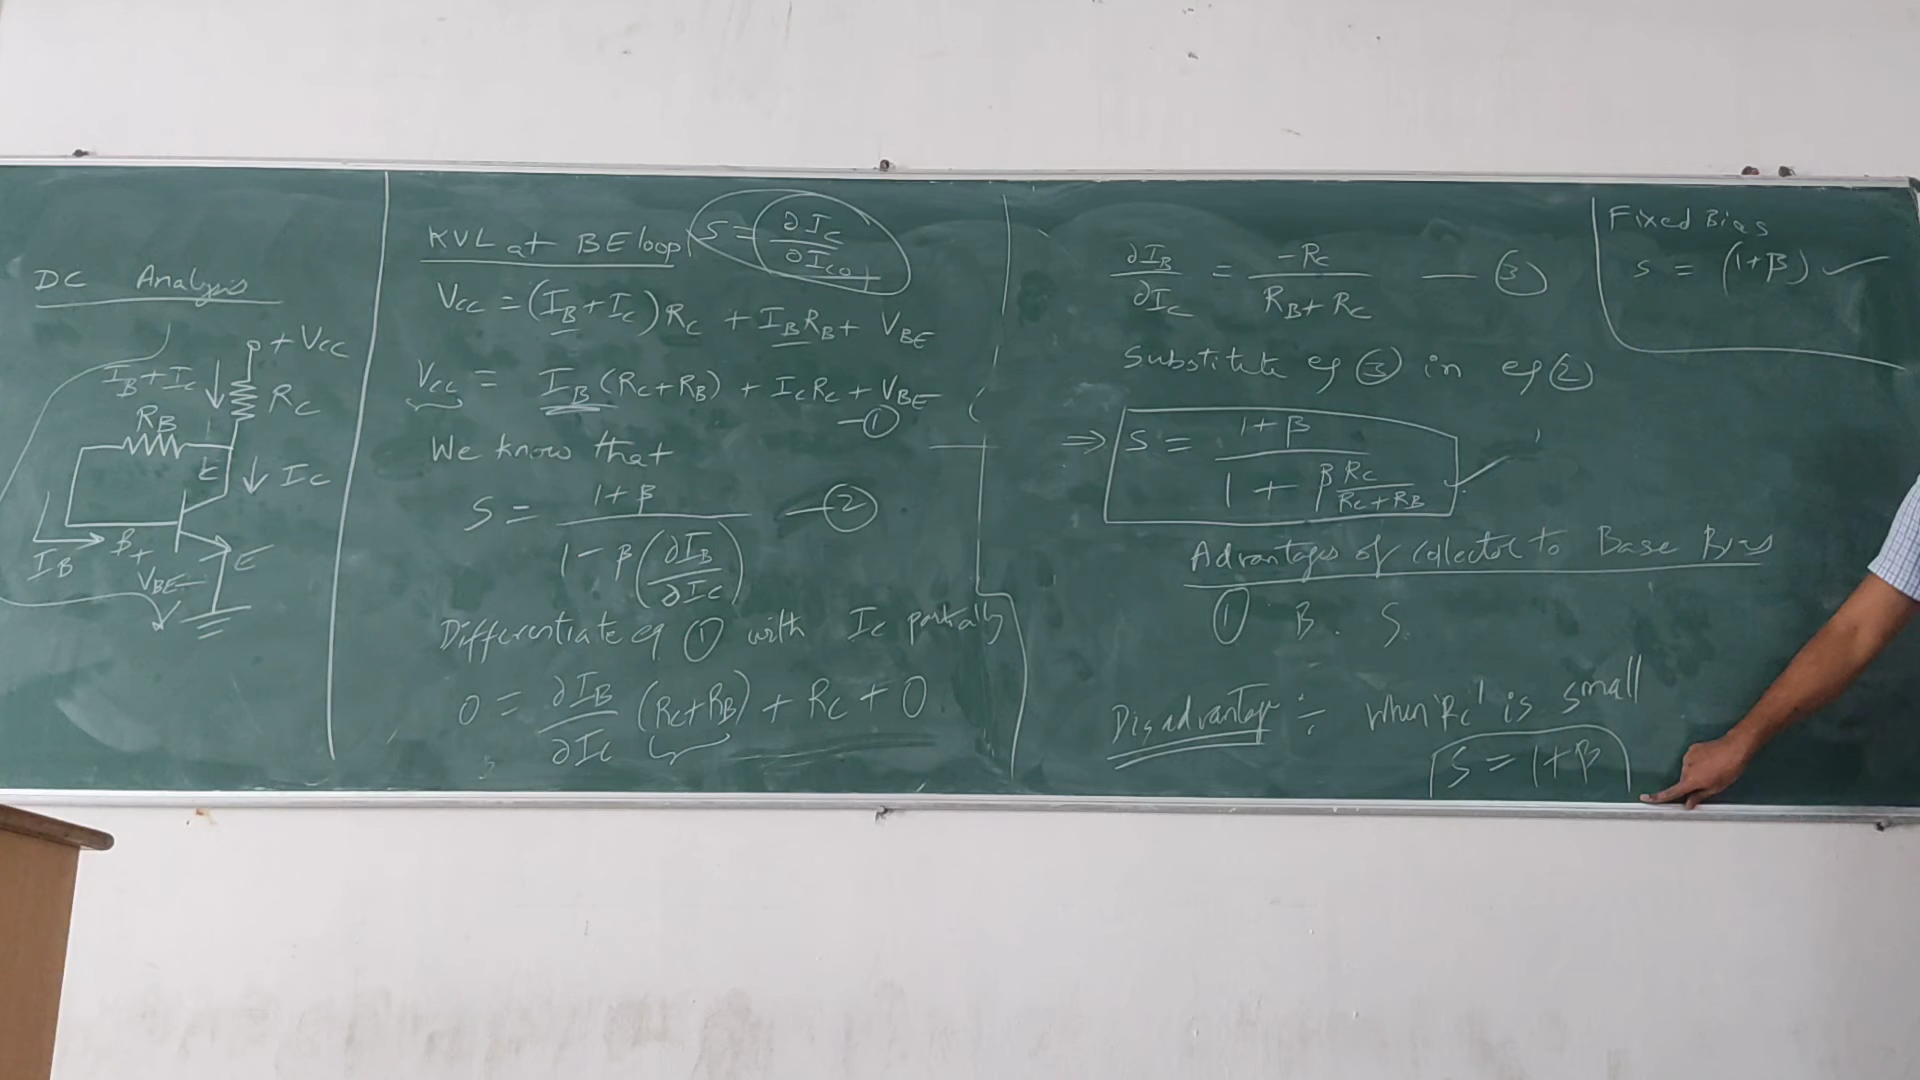 DC Analysis
+ VCC
IB+IC
RC
RB
C
IC
B
+
VBE
-
E
IB
KVL at BE loop
S = ∂IC / ∂ICO
VCC = (IB+IC) RC + IB RB + VBE
VCC = IB (RC+RB) + IC RC + VBE — ①
We know that
S = (1+β) / (1 - β (∂IB / ∂IC)) — ②
Differentiate eq ① with IC partially
0 = ∂IB / ∂IC (RC+RB) + RC + 0
∂IB / ∂IC = -RC / (RB + RC) — ③
Substitute eq ③ in eq ②
⇒ S = (1+β) / (1 + β RC / (RC+RB))
Advantages of collector to Base Bias
① B. S.
Disadvantage ÷ when 'RC' is small
S = 1+β
Fixed Bias
S = (1+β) ✓